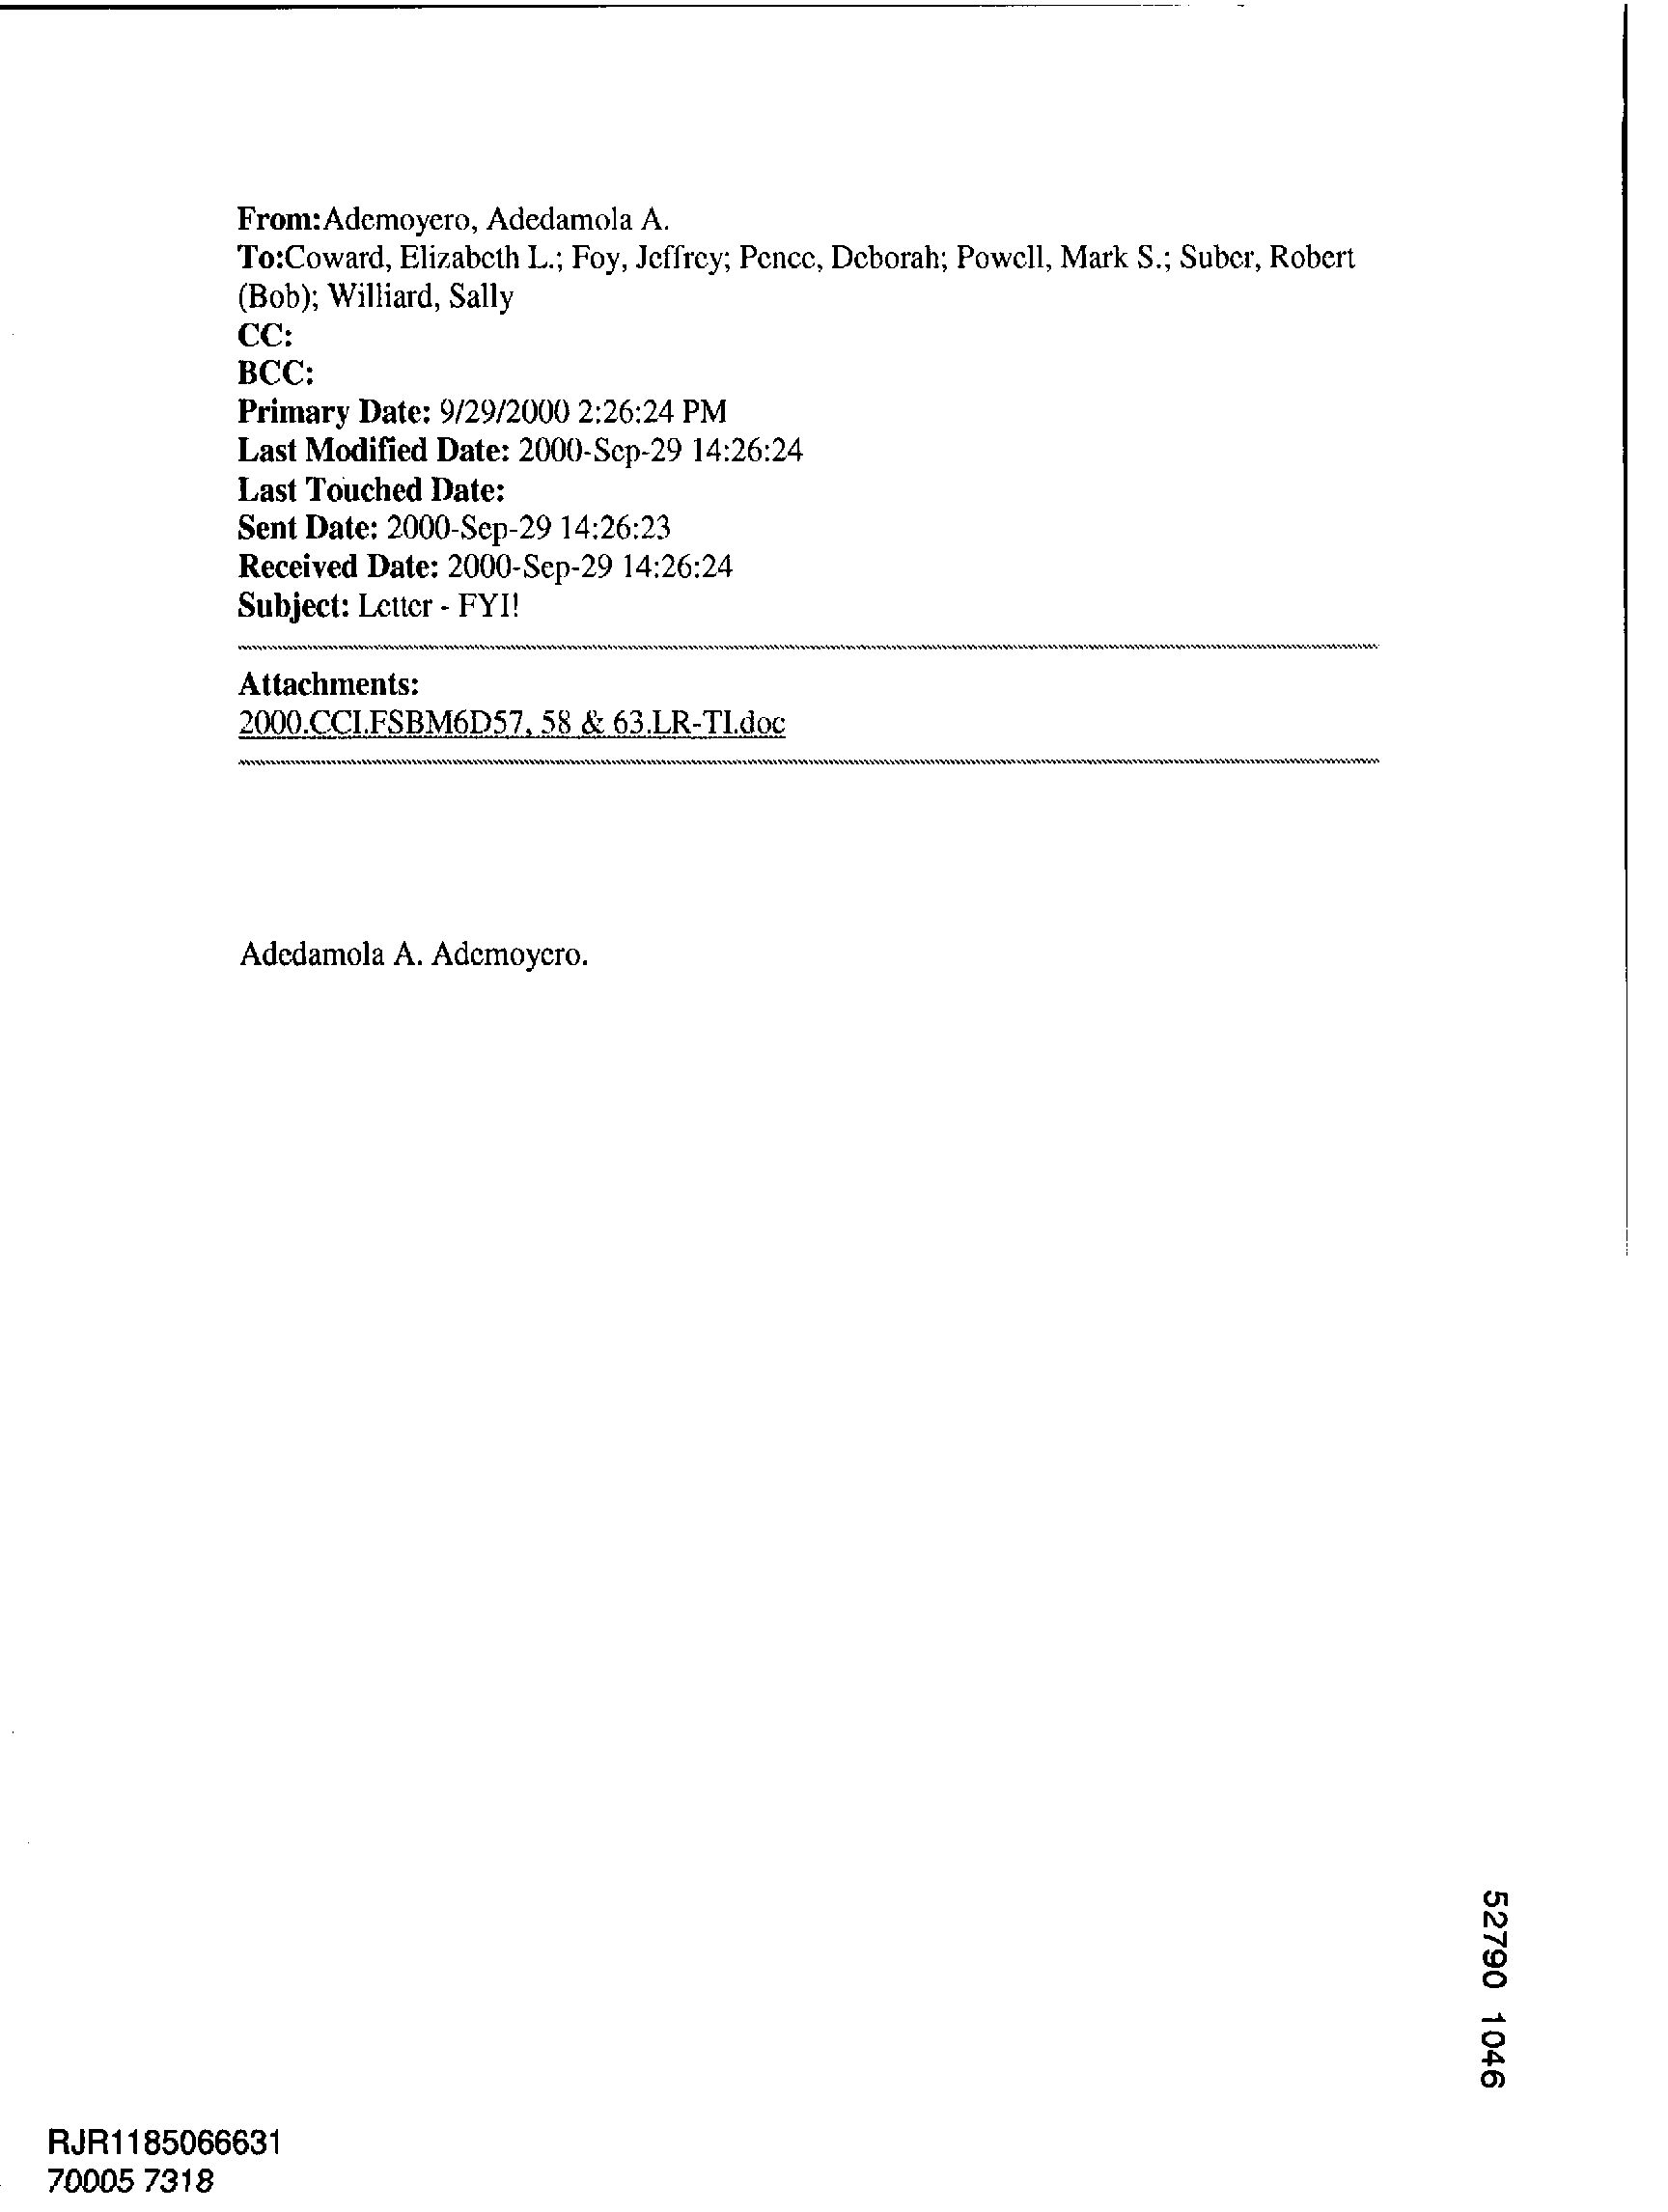 From:Ademoyero, Adedamola A.
To:Coward, Elizabeth L.; Foy, Jeffrey; Pence, Deborah; Powell, Mark S.; Suber, Robert
(Bob); Williard, Sally
CC:
BCC:
Primary Date: 9/29/2000 2:26:24 PM
Last Modified Date: 2000-Sep-29 14:26:24
Last Touched Date:
Sent Date: 2000-Sep-29 14:26:23
Received Date: 2000-Sep-29 14:26:24
Subject: Letter - FYI!
Attachments:
2000.CCI.FSBM6D57, 58 & 63.LR-TI.doc
Adedamola A. Ademoyero.
52790 1046
RJR1185066631
70005 7318